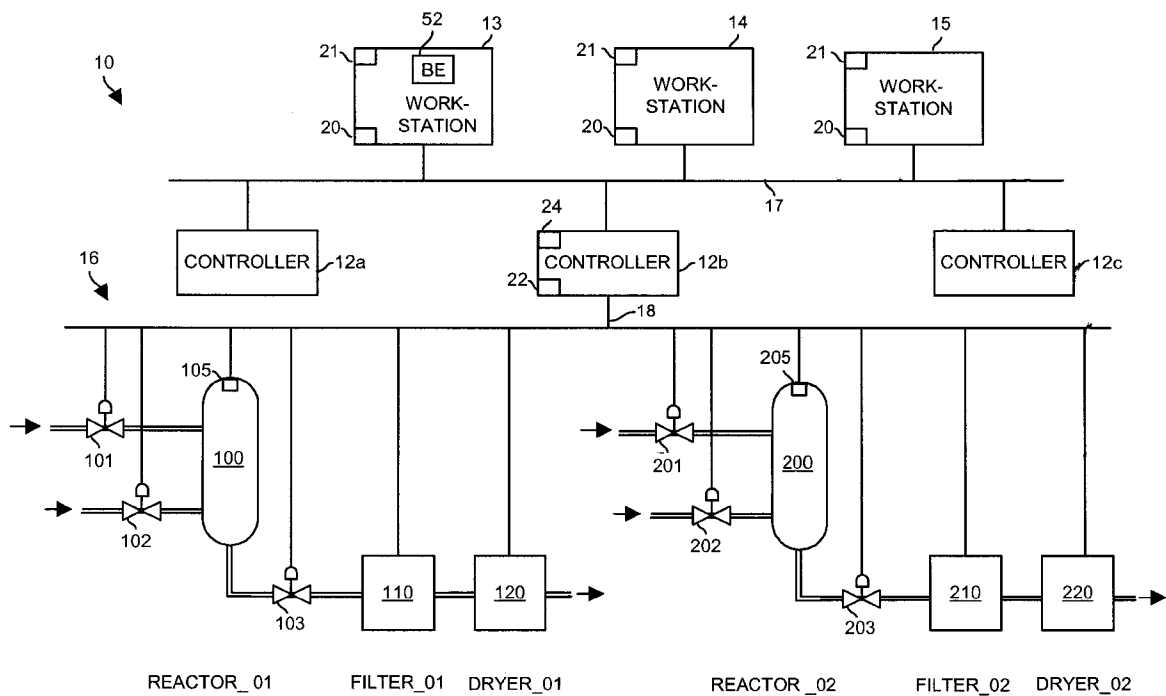 10
52
13
14
15
21
BE
WORK-
STATION
20
21
WORK-
STATION
20
21
WORK-
STATION
20
17
16
CONTROLLER
12a
24
CONTROLLER
22
12b
CONTROLLER
12c
18
105
101
100
102
103
110
120
205
201
200
202
203
210
220
REACTOR_01
FILTER_01
DRYER_01
REACTOR_02
FILTER_02
DRYER_02